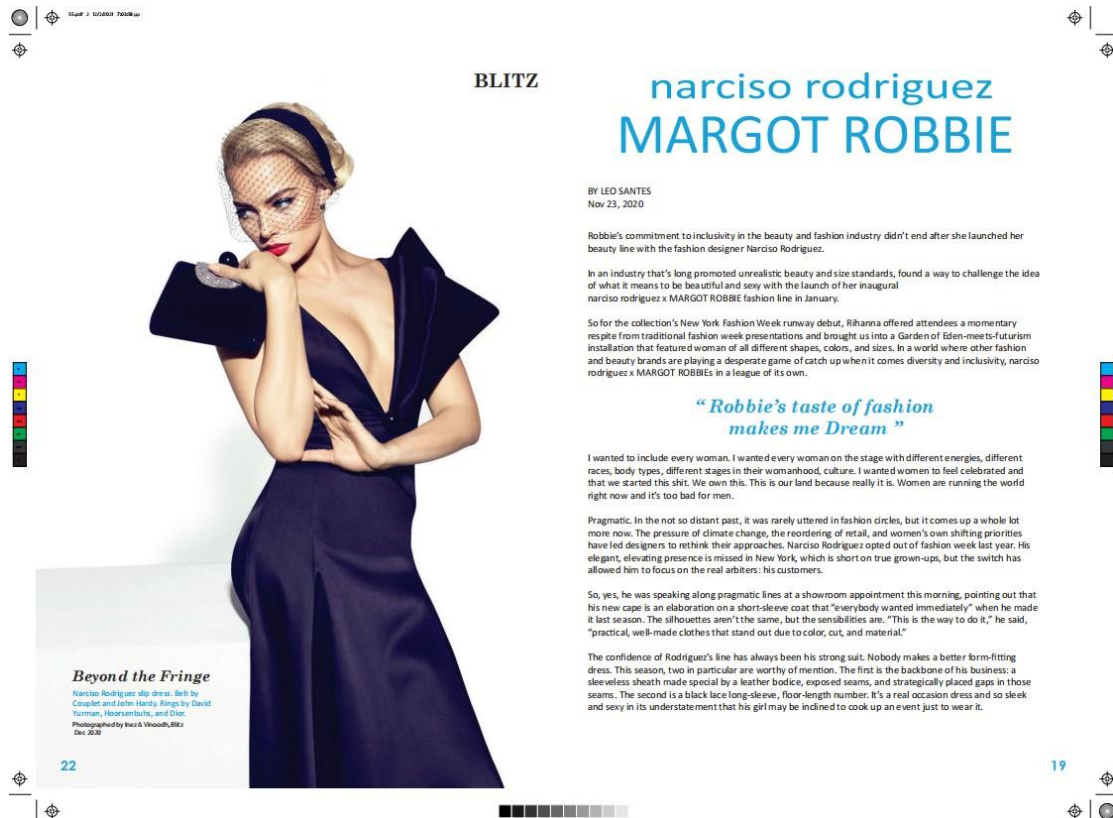 55.pdf 2 12/2/2021 7:03:59 μμ
BLITZ
Beyond the Fringe
Narciso Rodriguez slip dress. Belt by
Couplet and John Hardy. Rings by David
Yurman, Hoorsenbuhs, and Dior.
Photographed by Inez & Vinoodh,Blitz
Dec 2020
22
narciso rodriguez
MARGOT ROBBIE
BY LEO SANTES
Nov 23, 2020
Robbie's commitment to inclusivity in the beauty and fashion industry didn't end after she launched her
beauty line with the fashion designer Narciso Rodriguez.
In an industry that's long promoted unrealistic beauty and size standards, found a way to challenge the idea
of what it means to be beautiful and sexy with the launch of her inaugural
narciso rodriguez x MARGOT ROBBIE fashion line in January.
So for the collection's New York Fashion Week runway debut, Rihanna offered attendees a momentary
respite from traditional fashion week presentations and brought us into a Garden of Eden-meets-futurism
installation that featured woman of all different shapes, colors, and sizes. In a world where other fashion
and beauty brands are playing a desperate game of catch up when it comes diversity and inclusivity, narciso
rodriguez x MARGOT ROBBIEs in a league of its own.
“ Robbie's taste of fashion
makes me Dream ”
I wanted to include every woman. I wanted every woman on the stage with different energies, different
races, body types, different stages in their womanhood, culture. I wanted women to feel celebrated and
that we started this shit. We own this. This is our land because really it is. Women are running the world
right now and it's too bad for men.
Pragmatic. In the not so distant past, it was rarely uttered in fashion circles, but it comes up a whole lot
more now. The pressure of climate change, the reordering of retail, and women's own shifting priorities
have led designers to rethink their approaches. Narciso Rodriguez opted out of fashion week last year. His
elegant, elevating presence is missed in New York, which is short on true grown-ups, but the switch has
allowed him to focus on the real arbiters: his customers.
So, yes, he was speaking along pragmatic lines at a showroom appointment this morning, pointing out that
his new cape is an elaboration on a short-sleeve coat that “everybody wanted immediately” when he made
it last season. The silhouettes aren't the same, but the sensibilities are. “This is the way to do it,” he said,
“practical, well-made clothes that stand out due to color, cut, and material.”
The confidence of Rodriguez's line has always been his strong suit. Nobody makes a better form-fitting
dress. This season, two in particular are worthy of mention. The first is the backbone of his business: a
sleeveless sheath made special by a leather bodice, exposed seams, and strategically placed gaps in those
seams. The second is a black lace long-sleeve, floor-length number. It's a real occasion dress and so sleek
and sexy in its understatement that his girl may be inclined to cook up an event just to wear it.
19